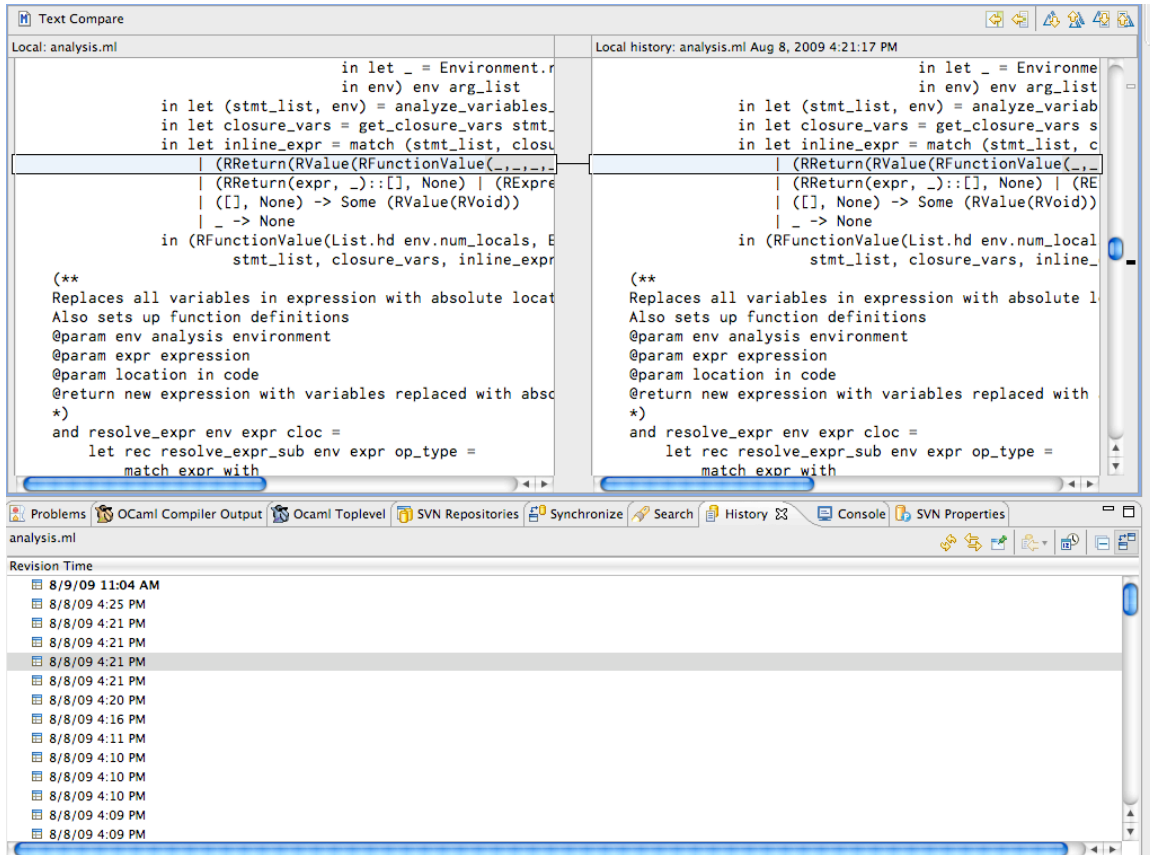 Text Compare
Local: analysis.ml
in let _ = Environment.r
in env) env arg_list
in let (stmt_list, env) = analyze_variables_
in let closure_vars = get_closure_vars stmt_
in let inline_expr = match (stmt_list, closu
| (RReturn(RValue(RFunctionValue(_,_,_,_
| (RReturn(expr, _)::[], None) | (RExpre
| ([], None) -> Some (RValue(RVoid))
| _ -> None
in (RFunctionValue(List.hd env.num_locals, E
stmt_list, closure_vars, inline_expr
(**
Replaces all variables in expression with absolute locat
Also sets up function definitions
@param env analysis environment
@param expr expression
@param location in code
@return new expression with variables replaced with abso
*)
and resolve_expr env expr cloc =
let rec resolve_expr_sub env expr op_type =
match expr with
Local history: analysis.ml Aug 8, 2009 4:21:17 PM
in let _ = Environme
in env) env arg_list
in let (stmt_list, env) = analyze_variab
in let closure_vars = get_closure_vars s
in let inline_expr = match (stmt_list, c
| (RReturn(RValue(RFunctionValue(_,_
| (RReturn(expr, _)::[], None) | (RE
| ([], None) -> Some (RValue(RVoid))
| _ -> None
in (RFunctionValue(List.hd env.num_local
stmt_list, closure_vars, inline_
(**
Replaces all variables in expression with absolute l
Also sets up function definitions
@param env analysis environment
@param expr expression
@param location in code
@return new expression with variables replaced with
*)
and resolve_expr env expr cloc =
let rec resolve_expr_sub env expr op_type =
match expr with
Problems OCaml Compiler Output Ocaml Toplevel SVN Repositories Synchronize Search History Console SVN Properties
analysis.ml
Revision Time
8/9/09 11:04 AM
8/8/09 4:25 PM
8/8/09 4:21 PM
8/8/09 4:21 PM
8/8/09 4:21 PM
8/8/09 4:21 PM
8/8/09 4:20 PM
8/8/09 4:16 PM
8/8/09 4:11 PM
8/8/09 4:10 PM
8/8/09 4:10 PM
8/8/09 4:10 PM
8/8/09 4:09 PM
8/8/09 4:09 PM